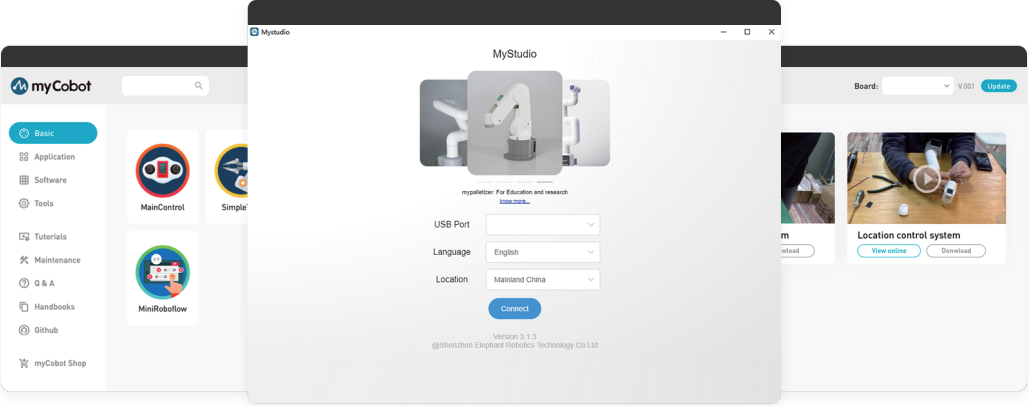 Mystudio
MyStudio
mypalletizer: For Education and research
know more...
USB Port
Language
English
Location
Mainland China
Connect
Version 3.1.3
@Shenzhen Elephant Robotics Technology Co.Ltd
myCobot
Board:
V.001
Update
Basic
Application
Software
Tools
Tutorials
Maintenance
Q & A
Handbooks
Github
myCobot Shop
MainControl
Simple
MiniRoboflow
m
wload
Location control system
View online
Donwload